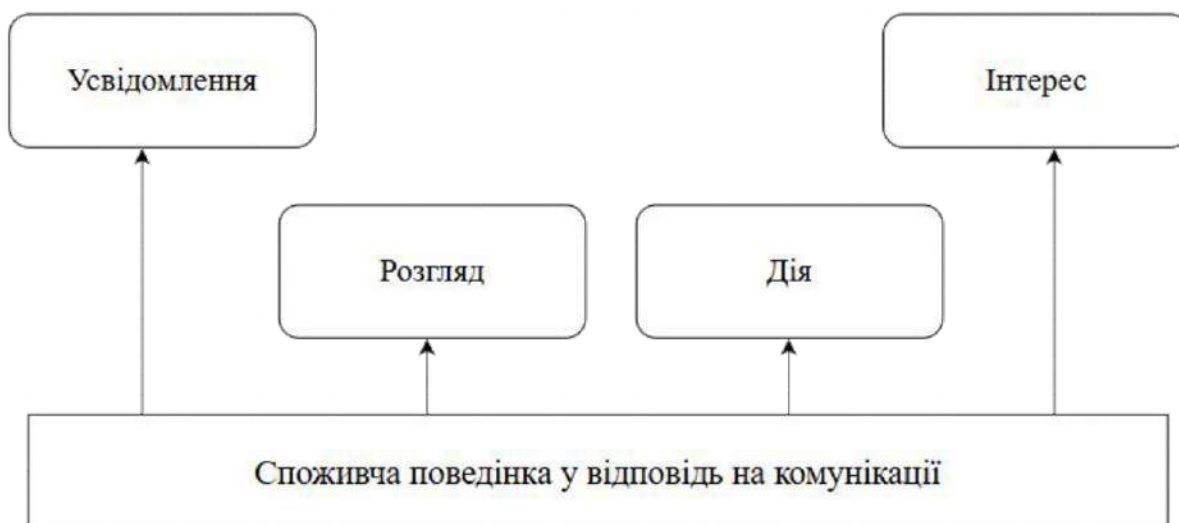 Усвідомлення
Інтерес
Розгляд
Дія
Споживча поведінка у відповідь на комунікації